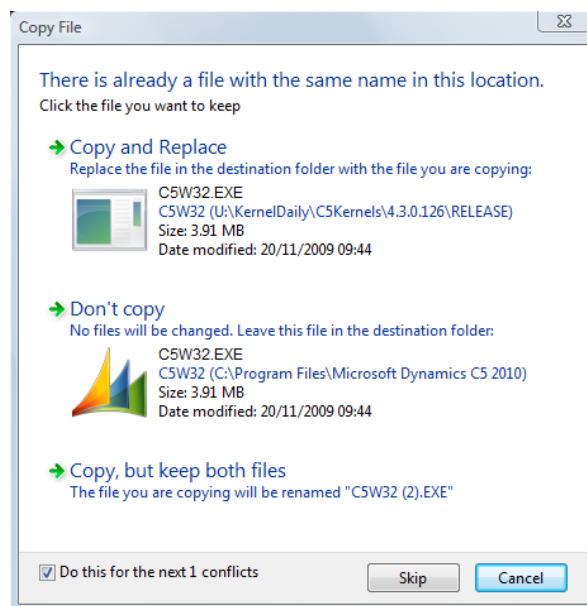 Copy File
There is already a file with the same name in this location.
Click the file you want to keep
Copy and Replace
Replace the file in the destination folder with the file you are copying:
C5W32.EXE
C5W32 (U:\KernelDaily\C5Kernels\4.3.0.126\RELEASE)
Size: 3.91 MB
Date modified: 20/11/2009 09:44
Don't copy
No files will be changed. Leave this file in the destination folder:
C5W32.EXE
C5W32 (C:\Program Files\Microsoft Dynamics C5 2010)
Size: 3.91 MB
Date modified: 20/11/2009 09:44
Copy, but keep both files
The file you are copying will be renamed "C5W32 (2).EXE"
Do this for the next 1 conflicts
Skip
Cancel